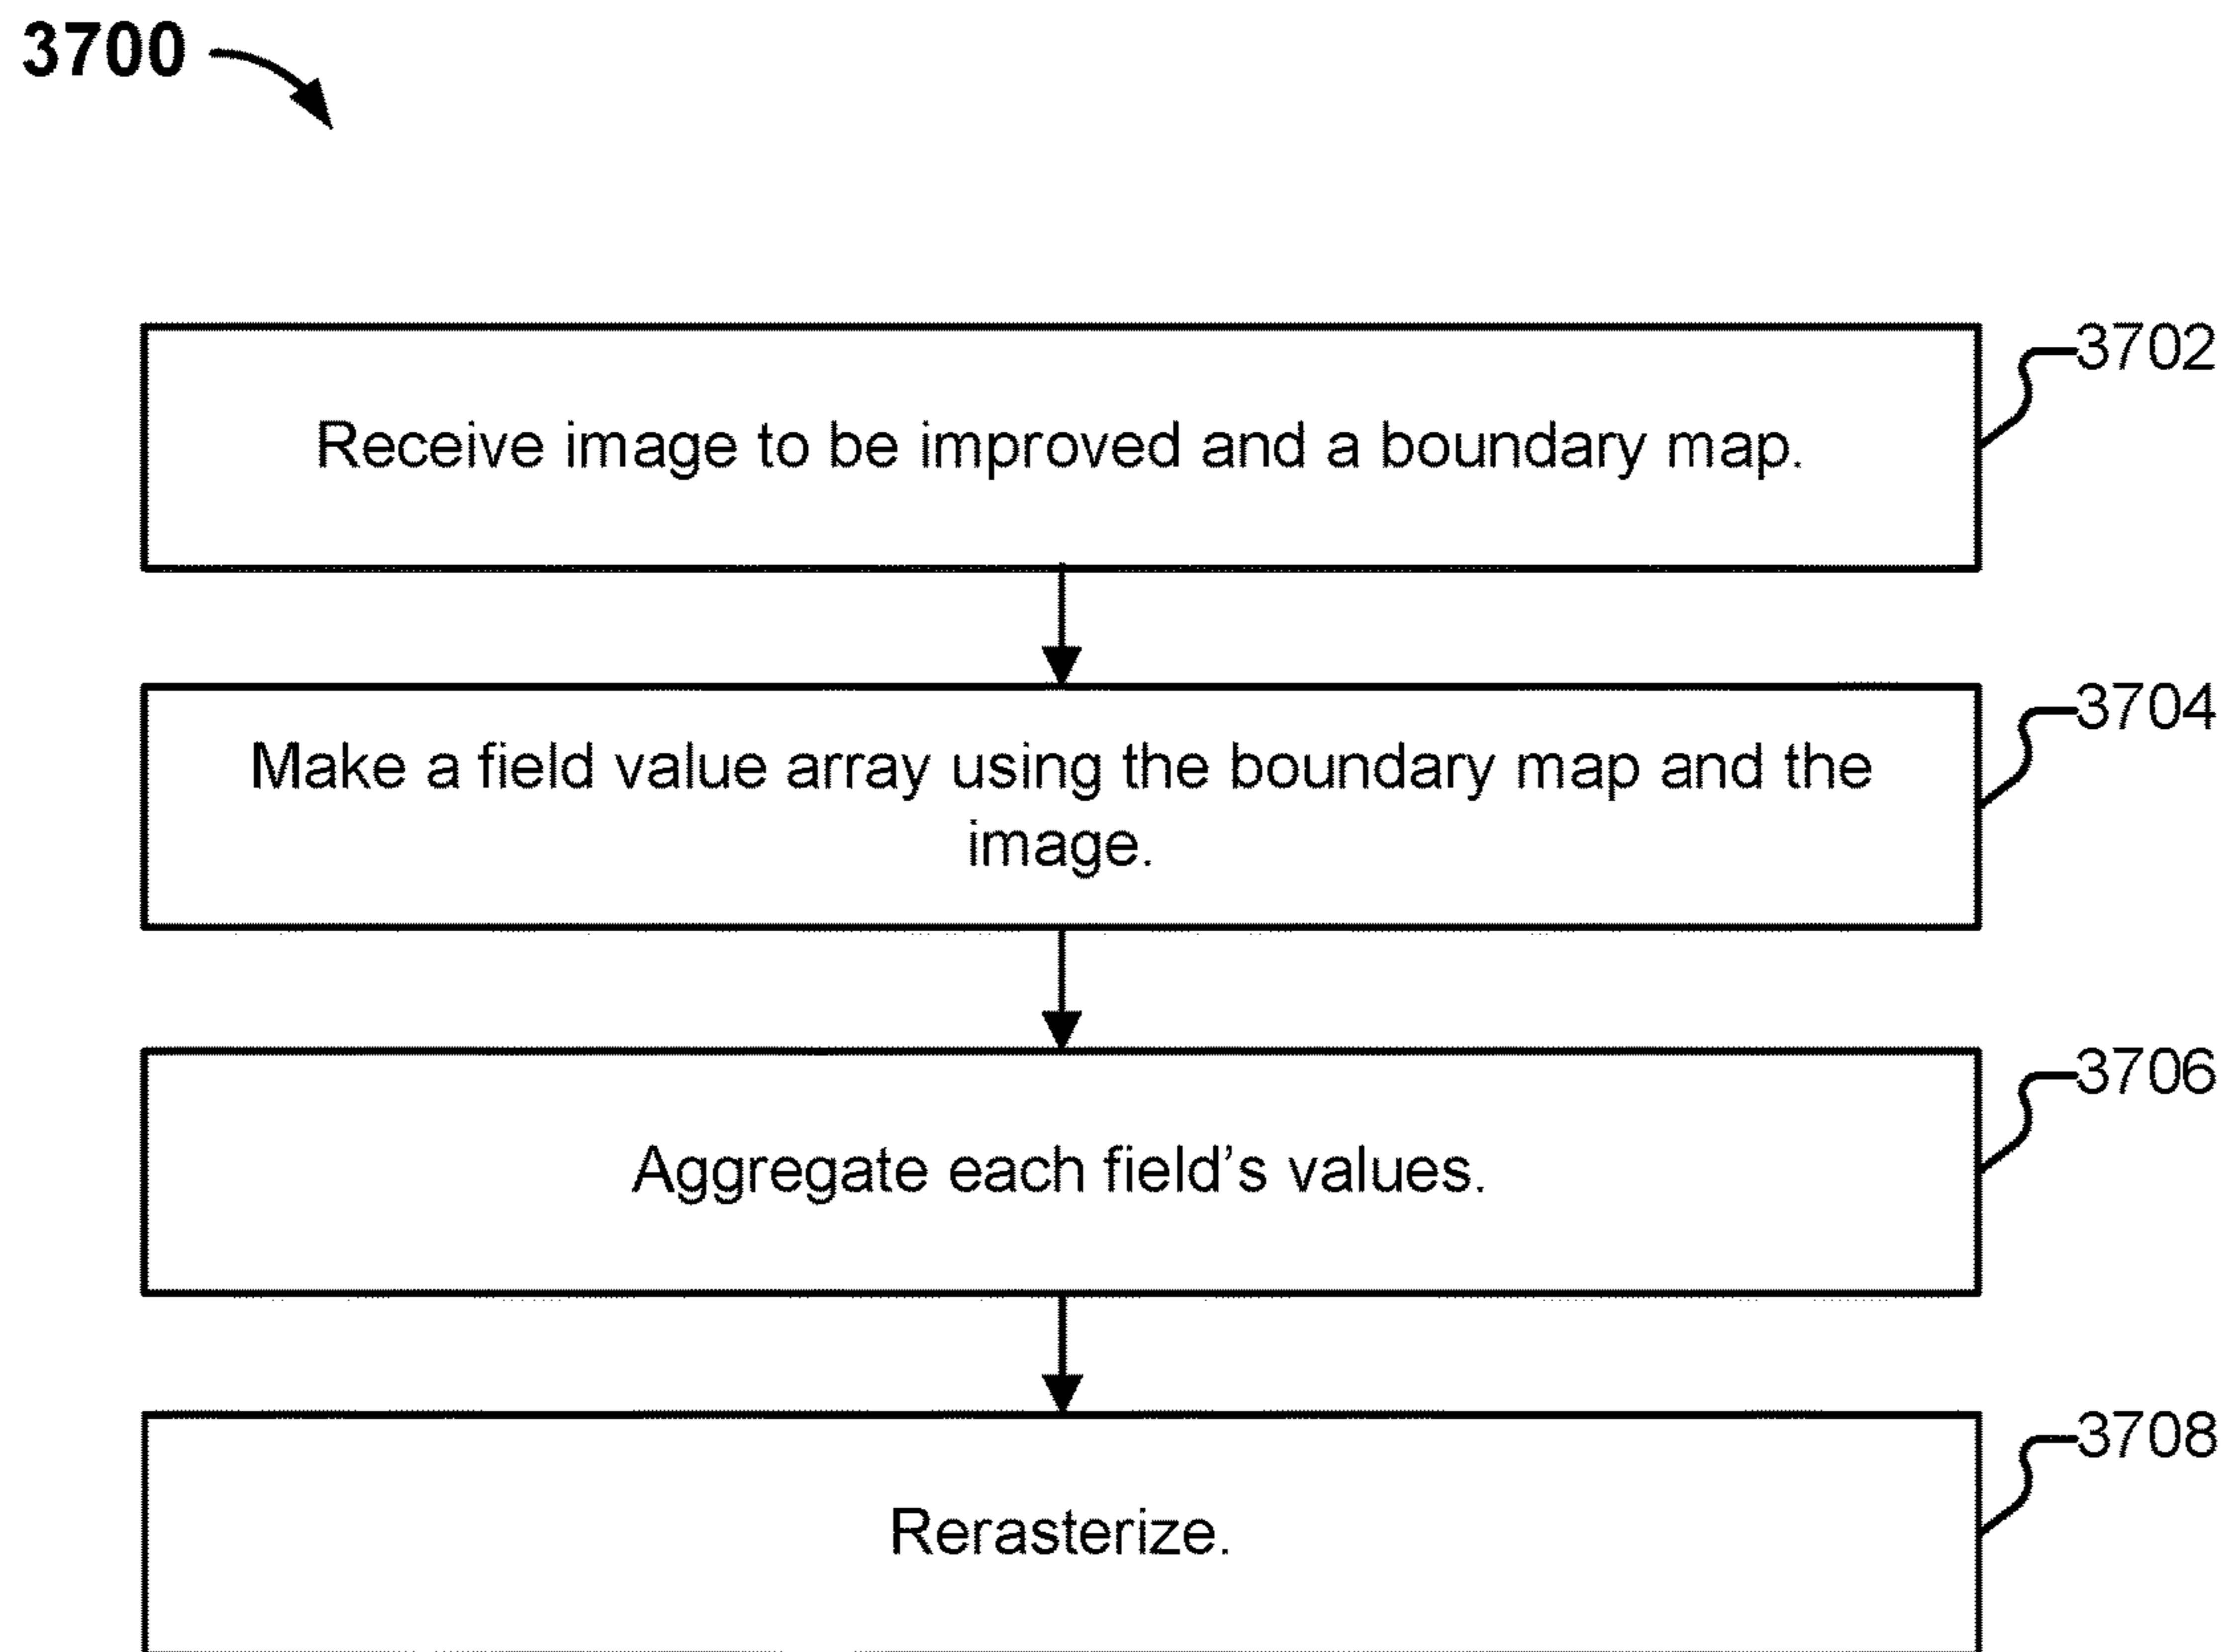 3700
3702
Receive image to be improved and a boundary map.
3704
Make a field value array using the boundary map and the
image.
3706
Aggregate each field’s values.
3708
Rerasterize.